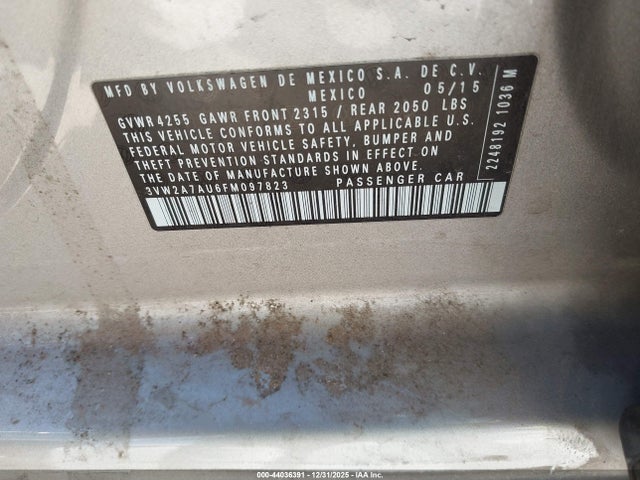 MFD BY VOLKSWAGEN DE MEXICO S.A. DE C.V.
MEXICO 05/15
GVWR 4255 GAWR FRONT 2315 / REAR 2050 LBS
THIS VEHICLE CONFORMS TO ALL APPLICABLE U.S.
FEDERAL MOTOR VEHICLE SAFETY, BUMPER AND
THEFT PREVENTION STANDARDS IN EFFECT ON
THE DATE OF MANUFACTURE SHOWN ABOVE.
3VW2A7AU6FM097823 PASSENGER CAR
2248192 1036 M
000-44036391 - 12/31/2025 - IAA Inc.